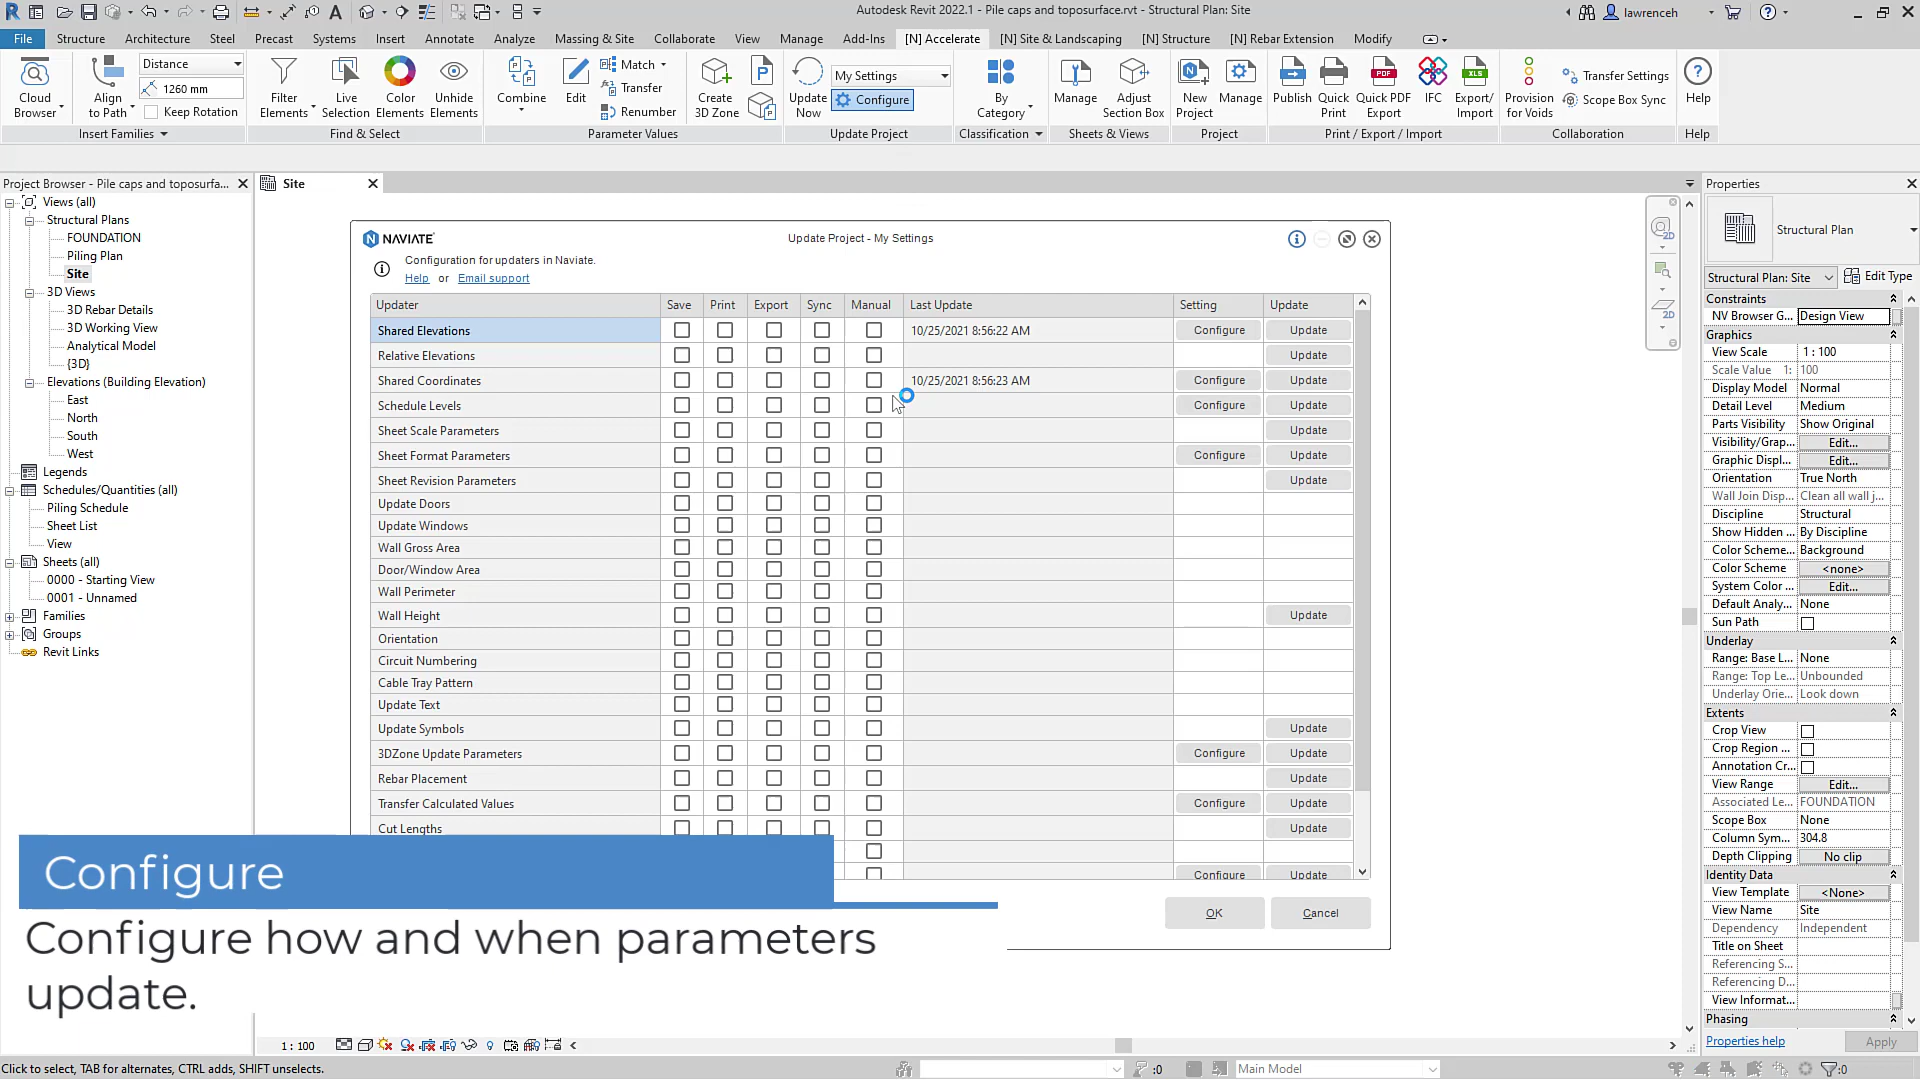 Autodesk Revit 2022.1 - Pile caps and toposurface.rvt - Structural Plan: Site
lawrenceh
File Structure Architecture Steel Precast Systems Insert Annotate Analyze Massing & Site Collaborate View Manage Add-Ins [N] Accelerate [N] Site & Landscaping [N] Structure [N] Rebar Extension Modify
Cloud Browser
Align to Path
Distance
1260 mm
Keep Rotation
Insert Families
Filter Elements
Live Selection
Color Elements
Unhide Elements
Find & Select
Combine
Edit
Match
Transfer
Renumber
Parameter Values
Create 3D Zone
Update Now
My Settings
Configure
Update Project
By Category
Classification
Manage
Adjust Section Box
Sheets & Views
New Project
Manage
Project
Publish
Quick Print
Quick PDF Export
IFC
Export/ Import
Print / Export / Import
Provision for Voids
Transfer Settings
Scope Box Sync
Collaboration
Help
Help
Project Browser - Pile caps and toposurfa...
Views (all)
Structural Plans
FOUNDATION
Piling Plan
Site
3D Views
3D Rebar Details
3D Working View
Analytical Model
{3D}
Elevations (Building Elevation)
East
North
South
West
Legends
Schedules/Quantities (all)
Piling Schedule
Sheet List
View
Sheets (all)
0000 - Starting View
0001 - Unnamed
Families
Groups
Revit Links
Site
NAVIATE
Update Project - My Settings
Configuration for updaters in Naviate.
Help or Email support
Updater Save Print Export Sync Manual Last Update Setting Update
Shared Elevations 10/25/2021 8:56:22 AM Configure Update
Relative Elevations Update
Shared Coordinates 10/25/2021 8:56:23 AM Configure Update
Schedule Levels Configure Update
Sheet Scale Parameters Update
Sheet Format Parameters Configure Update
Sheet Revision Parameters Update
Update Doors
Update Windows
Wall Gross Area
Door/Window Area
Wall Perimeter
Wall Height Update
Orientation
Circuit Numbering
Cable Tray Pattern
Update Text
Update Symbols Update
3DZone Update Parameters Configure Update
Rebar Placement Update
Transfer Calculated Values Configure Update
Cut Lengths Update
Configure Update
OK Cancel
Configure
Configure how and when parameters
update.
Properties
Structural Plan
Structural Plan: Site Edit Type
Constraints
NV Browser G... Design View
Graphics
View Scale 1 : 100
Scale Value 1: 100
Display Model Normal
Detail Level Medium
Parts Visibility Show Original
Visibility/Grap... Edit...
Graphic Displ... Edit...
Orientation True North
Wall Join Disp... Clean all wall j...
Discipline Structural
Show Hidden ... By Discipline
Color Scheme... Background
Color Scheme <none>
System Color ... Edit...
Default Analy... None
Sun Path
Underlay
Range: Base L... None
Range: Top Le... Unbounded
Underlay Orie... Look down
Extents
Crop View
Crop Region ...
Annotation Cr...
View Range Edit...
Associated Le... FOUNDATION
Scope Box None
Column Sym... 304.8
Depth Clipping No clip
Identity Data
View Template <None>
View Name Site
Dependency Independent
Title on Sheet
Referencing S...
Referencing D...
View Informat...
Phasing
Properties help Apply
1 : 100
Click to select, TAB for alternates, CTRL adds, SHIFT unselects.
:0
Main Model
:0